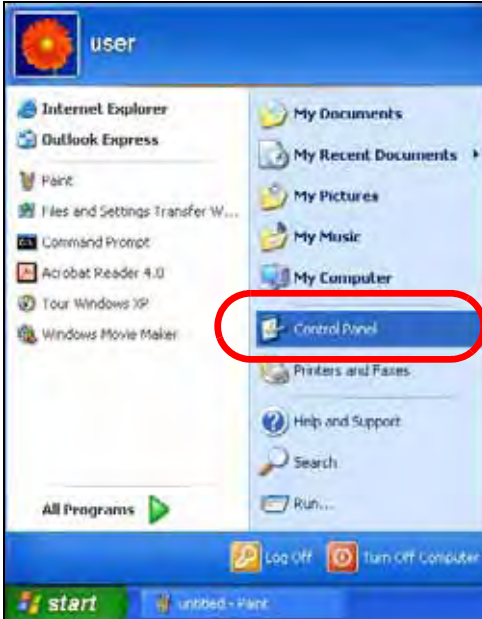 user
Internet Explorer
Outlook Express
Paint
Files and Settings Transfer W...
Command Prompt
Acrobat Reader 4.0
Tour Windows XP
Windows Movie Maker
All Programs
My Documents
My Recent Documents
My Pictures
My Music
My Computer
Control Panel
Printers and Faxes
Help and Support
Search
Run...
Log Off
Turn Off Computer
start
untitled - Paint